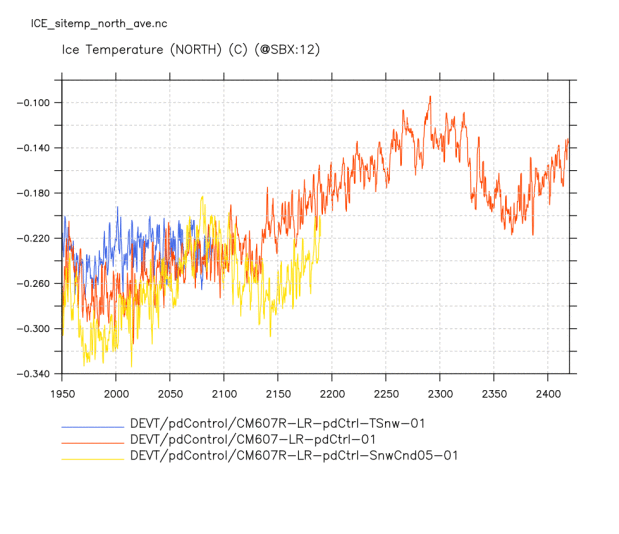 ICE_sitemp_north_ave.nc
Ice Temperature (NORTH) (C) (@SBX:12)
−0.100
−0.140
−0.180
−0.220
−0.260
−0.300
−0.340
1950 2000 2050 2100 2150 2200 2250 2300 2350 2400
DEVT/pdControl/CM607R−LR−pdCtrl−TSnw−01
DEVT/pdControl/CM607−LR−pdCtrl−01
DEVT/pdControl/CM607R−LR−pdCtrl−SnwCnd05−01